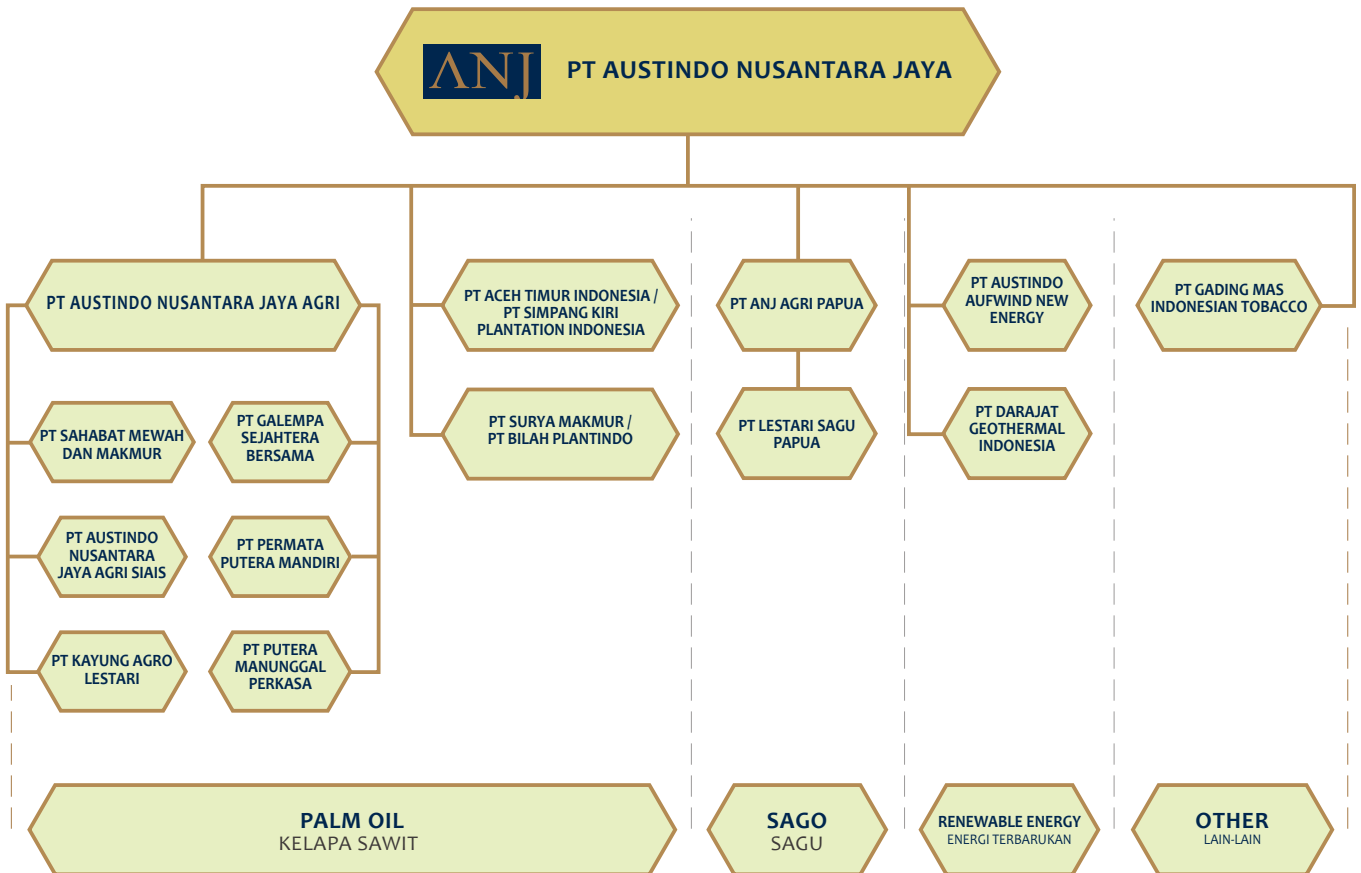 ANJ
PT AUSTINDO NUSANTARA JAYA
PT AUSTINDO NUSANTARA JAYA AGRI
PT ACEH TIMUR INDONESIA /
PT SIMPANG KIRI
PLANTATION INDONESIA
PT ANJ AGRI PAPUA
PT AUSTINDO
AUFWIND NEW
ENERGY
PT GADING MAS
INDONESIAN TOBACCO
PT SAHABAT MEWAH
DAN MAKMUR
PT GALEMPA
SEJAHTERA
BERSAMA
PT SURYA MAKMUR /
PT BILAH PLANTINDO
PT LESTARI SAGU
PAPUA
PT DARAJAT
GEOTHERMAL
INDONESIA
PT AUSTINDO
NUSANTARA
JAYA AGRI SIAIS
PT PERMATA
PUTERA MANDIRI
PT KAYUNG AGRO
LESTARI
PT PUTERA
MANUNGGAL
PERKASA
PALM OIL
KELAPA SAWIT
SAGO
SAGU
RENEWABLE ENERGY
ENERGI TERBARUKAN
OTHER
LAIN-LAIN